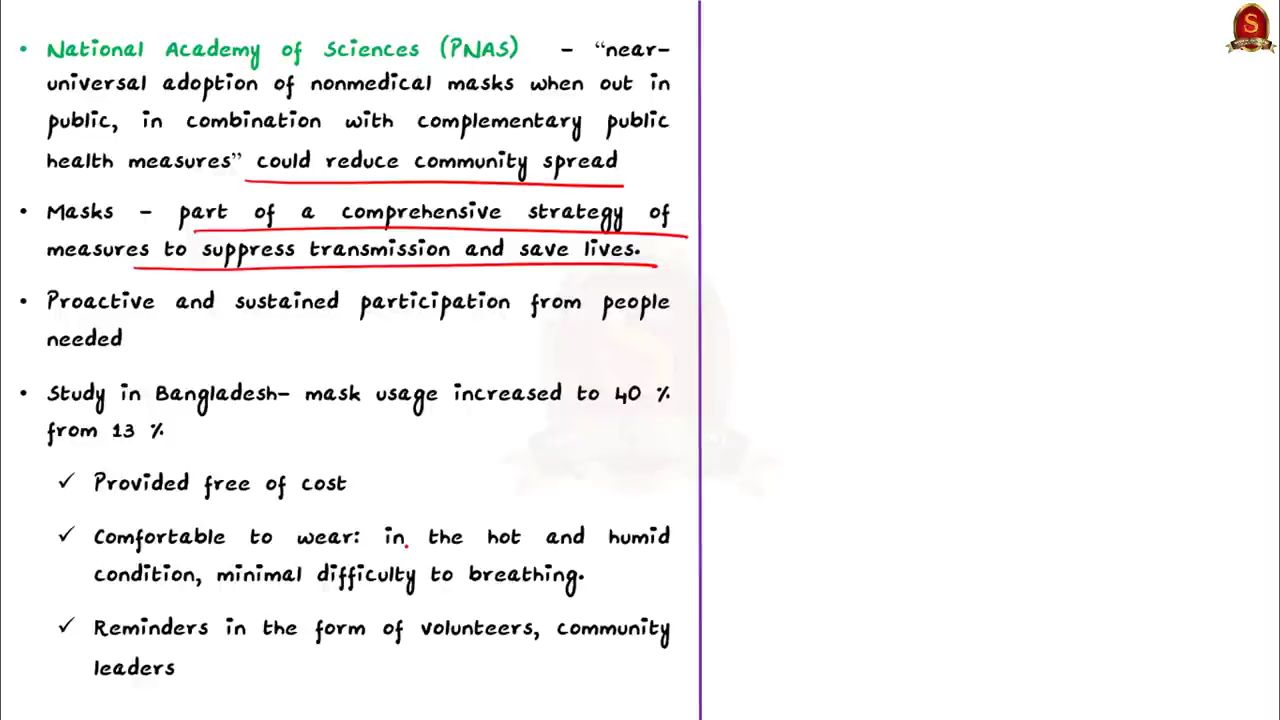 • National Academy of Sciences (PNAS) – “near-
universal adoption of nonmedical masks when out in
public, in combination with complementary public
health measures” could reduce community spread
• Masks – part of a comprehensive strategy of
measures to suppress transmission and save lives.
• Proactive and sustained participation from people
needed
• Study in Bangladesh– mask usage increased to 40 %
from 13 %
✓ Provided free of cost
✓ Comfortable to wear: in the hot and humid
condition, minimal difficulty to breathing.
✓ Reminders in the form of volunteers, community
leaders
S